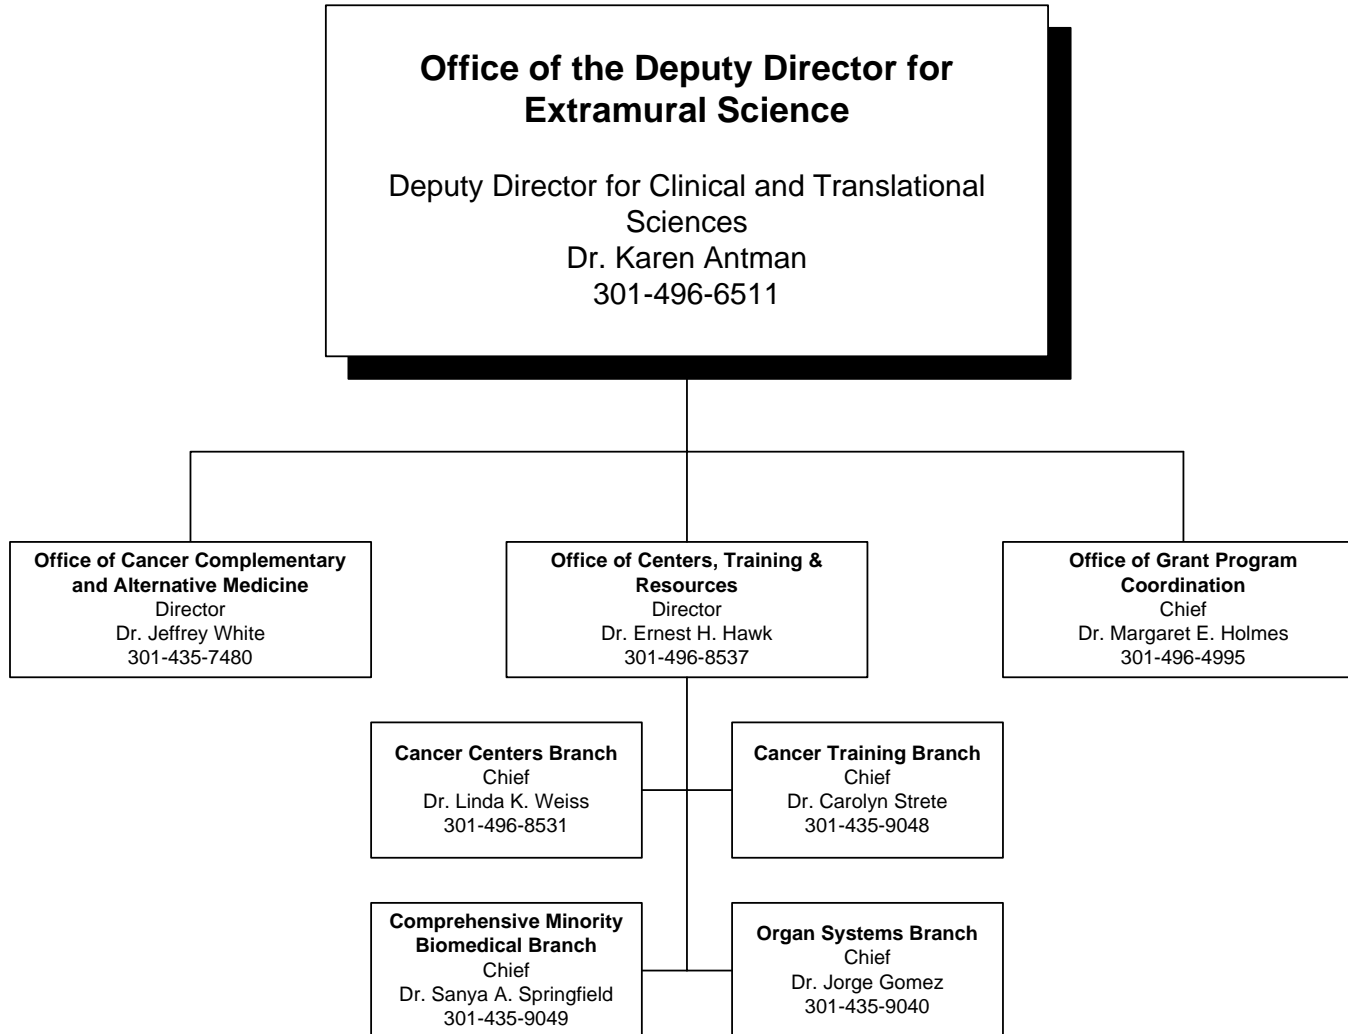 Office of the Deputy Director for
Extramural Science
Deputy Director for Clinical and Translational
Sciences
Dr. Karen Antman
301-496-6511
Office of Cancer Complementary
and Alternative Medicine
Director
Dr. Jeffrey White
301-435-7480
Office of Centers, Training &
Resources
Director
Dr. Ernest H. Hawk
301-496-8537
Office of Grant Program
Coordination
Chief
Dr. Margaret E. Holmes
301-496-4995
Cancer Centers Branch
Chief
Dr. Linda K. Weiss
301-496-8531
Cancer Training Branch
Chief
Dr. Carolyn Strete
301-435-9048
Comprehensive Minority
Biomedical Branch
Chief
Dr. Sanya A. Springfield
301-435-9049
Organ Systems Branch
Chief
Dr. Jorge Gomez
301-435-9040